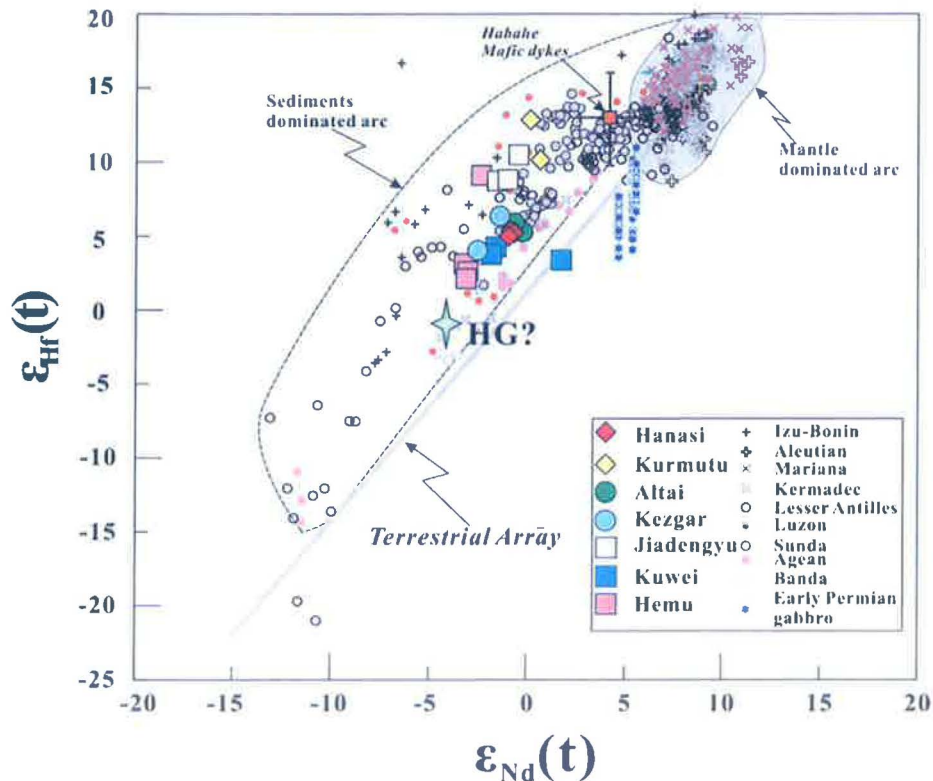 εHf(t)
20
15
10
5
0
-5
-10
-15
-20
-25
Habahe
Mafic dykes
Sediments
dominated arc
Mantle
dominated arc
HG?
Terrestrial Array
Hanasi
Kurmutu
Altai
Kezgar
Jiadengyu
Kuwei
Hemu
Izu-Bonin
Aleutian
Mariana
Kermadec
Lesser Antilles
Luzon
Sunda
Agean
Banda
Early Permian
gabbro
-20
-15
-10
-5
0
5
10
15
20
εNd(t)